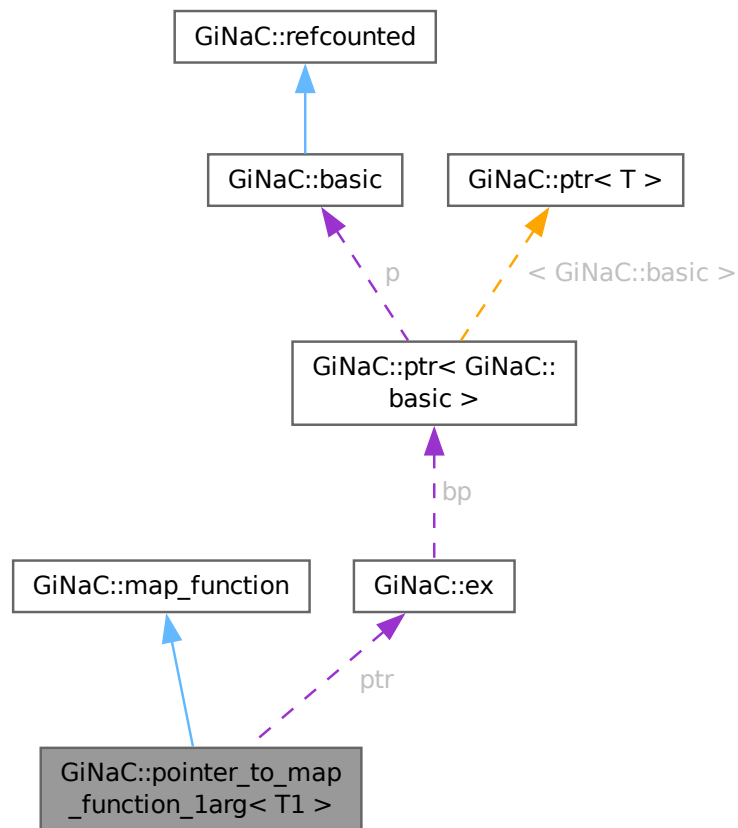 GiNaC::refcounted
GiNaC::basic
GiNaC::ptr< T >
p
< GiNaC::basic >
GiNaC::ptr< GiNaC::
basic >
bp
GiNaC::map_function
GiNaC::ex
ptr
GiNaC::pointer_to_map
_function_1arg< T1 >